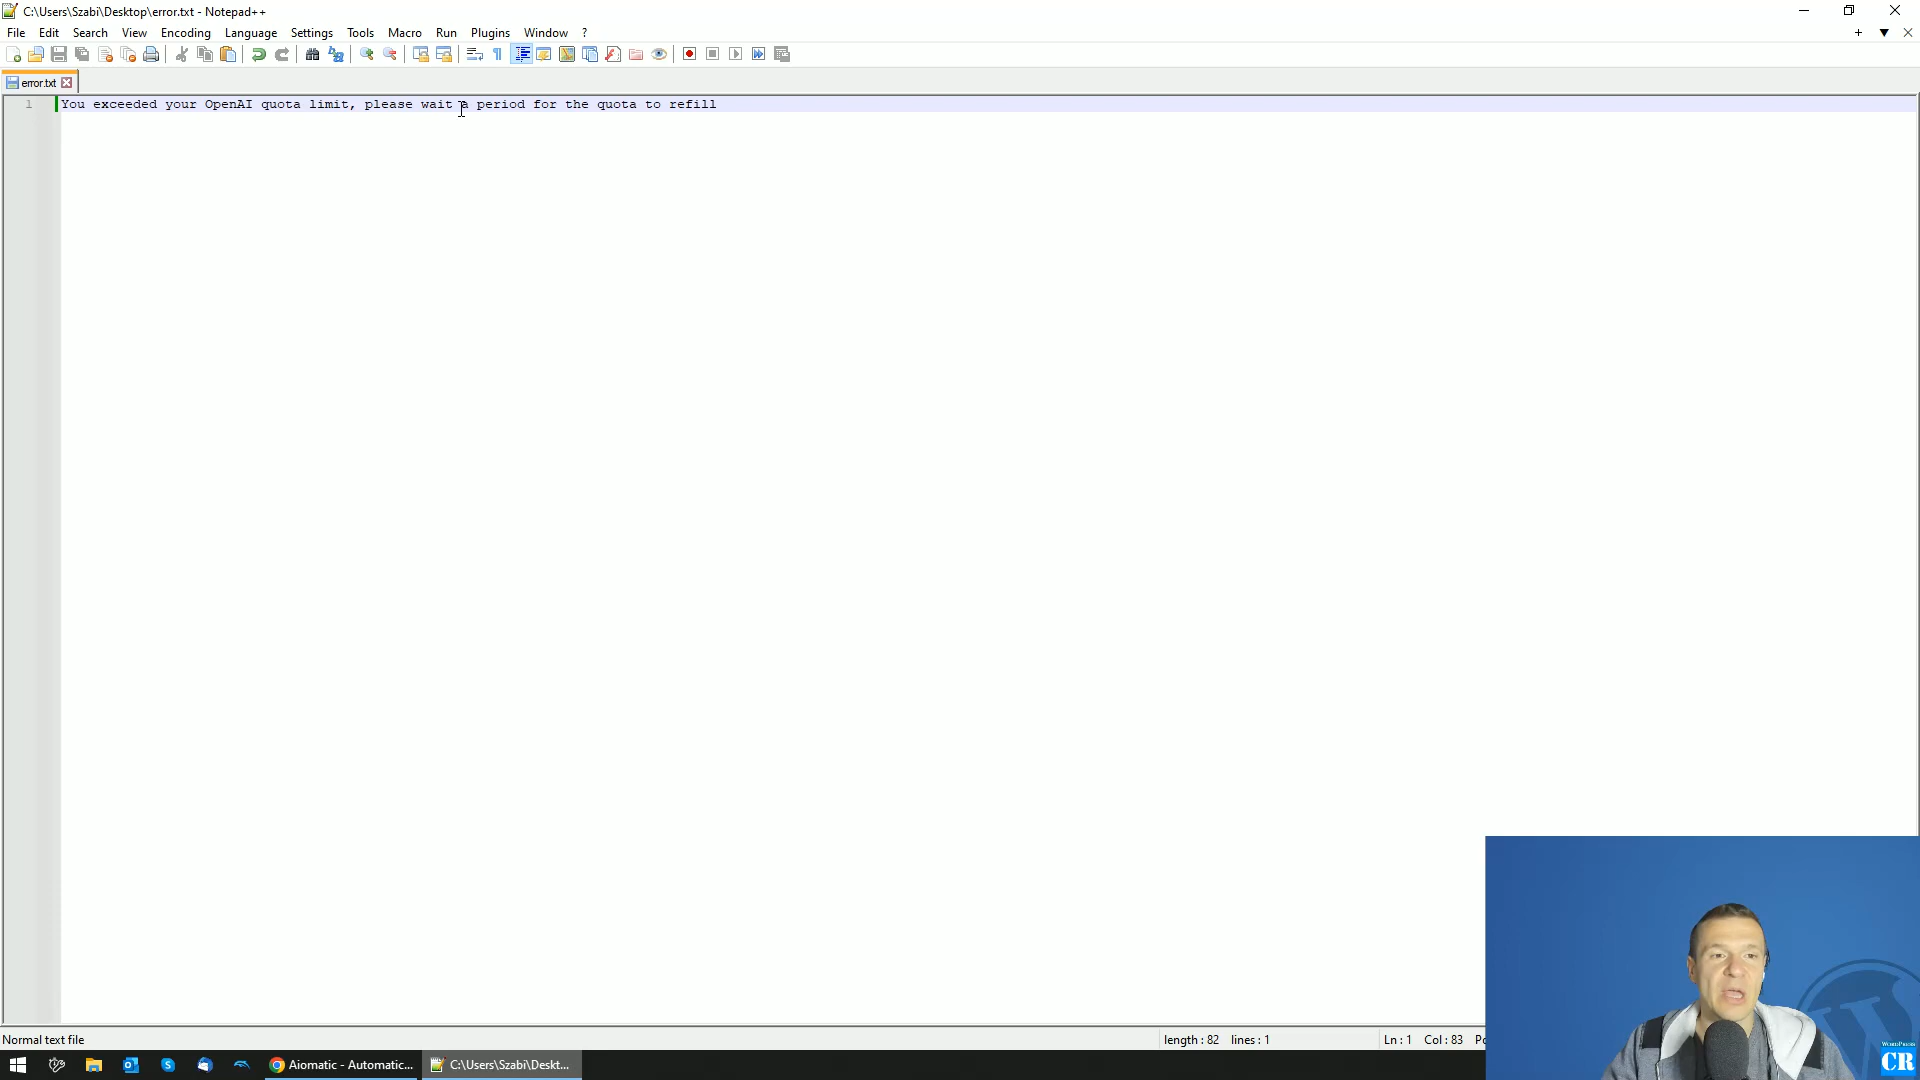 C:\Users\Szabi\Desktop\error.txt - Notepad++
File Edit Search View Encoding Language Settings Tools Macro Run Plugins Window ?
error.txt
1 You exceeded your OpenAI quota limit, please wait a period for the quota to refill
Normal text file length : 82 lines : 1 Ln : 1 Col : 83
Aiomatic - Automatic... C:\Users\Szabi\Deskt...
WORDPRESS
CR